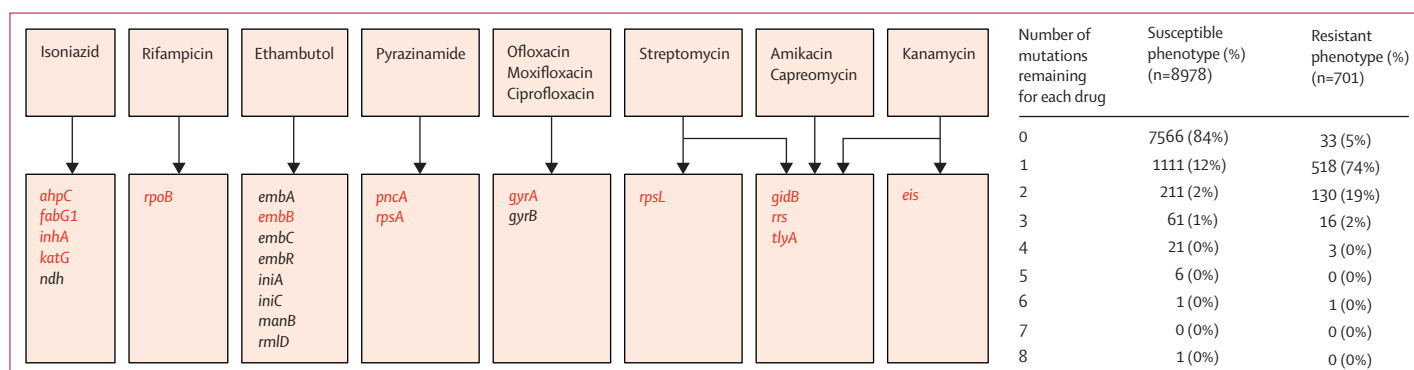 Isoniazid
Rifampicin
Ethambutol
Pyrazinamide
Ofloxacin
Moxifloxacin
Ciprofloxacin
Streptomycin
Amikacin
Capreomycin
Kanamycin
ahpC
fabG1
inhA
katG
ndh
rpoB
embA
embB
embC
embR
iniA
iniC
manB
rmlD
pncA
rpsA
gyrA
gyrB
rpsL
gidB
rrs
tlyA
eis
Number of
mutations
remaining
for each drug
Susceptible
phenotype (%)
(n=8978)
Resistant
phenotype (%)
(n=701)
0 7566 (84%) 33 (5%)
1 1111 (12%) 518 (74%)
2 211 (2%) 130 (19%)
3 61 (1%) 16 (2%)
4 21 (0%) 3 (0%)
5 6 (0%) 0 (0%)
6 1 (0%) 1 (0%)
7 0 (0%) 0 (0%)
8 1 (0%) 0 (0%)